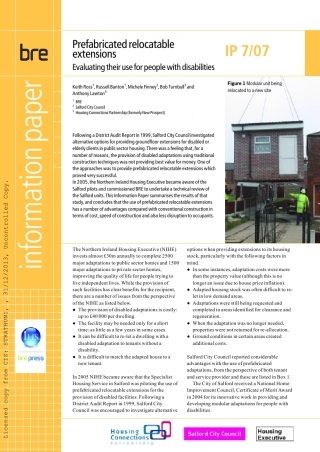 bre
Prefabricated relocatable
extensions
Evaluating their use for people with disabilities
IP 7/07
Keith Ross¹, Russell Banton², Michele Pinney³, Bob Turnbull² and
Anthony Lawton³
¹ BRE
² Salford City Council
³ Housing Connections Partnership (formerly New Prospect)
Figure 1 Modular unit being
relocated to a new site
information paper
Licensed copy from CIS: STRATHUNI, , 31/12/2013, Uncontrolled Copy.
Following a District Audit Report in 1999, Salford City Council investigated
alternative options for providing ground floor extensions for disabled or
elderly clients in public sector housing. There was a feeling that, for a
number of means, the provision of disabled adaptations using traditional
construction techniques was not providing best value for money. One of
the approaches was to provide prefabricated relocatable extensions which
proved very successful.
In 2005, the Northern Ireland Housing Executive became aware of the
Salford pilots and commissioned BRE to undertake a technical review of
the Salford units. This Information Paper summarises the results of that
study, and concludes that the use of prefabricated relocatable extensions
has a number of advantages compared with conventional construction in
terms of cost, speed of construction and also less disruption to occupants.
The Northern Ireland Housing Executive (NIHE)
invests almost £30m annually to complete 2500
major adaptations to public sector homes and 1500
major adaptations to private sector homes,
improving the quality of life for people trying to
live independent lives. While the provision of
such facilities has clear benefits for the recipient,
there are a number of issues from the perspective
of the NIHE as listed below.
● The provision of disabled adaptations is costly:
up to £40 000 per dwelling.
● The facility may be needed only for a short
time: as little as a few years in some cases.
● It can be difficult to re-let a dwelling with a
disabled adaptation to tenants without a
disability.
● It is difficult to match the adapted house to a
new tenant.
In 2005 NIHE became aware that the Specialist
Housing Service in Salford was piloting the use of
prefabricated relocatable extensions for the
provision of disabled facilities. Following a
District Audit Report in 1999, Salford City
Council was encouraged to investigate alternative
options when providing extensions to its housing
stock, particularly with the following factors in
mind.
● In some instances, adaptation costs were more
than the property value (although this is no
longer an issue due to house price inflation).
● Adapted housing stock was often difficult to re-
let in low demand areas.
● Adaptations were still being requested and
completed in areas identified for clearance and
regeneration.
● When the adaptation was no longer needed,
properties were not returned for re-allocation.
● Ground conditions in certain areas created
additional costs.
Salford City Council reported considerable
advantages with the use of prefabricated
adaptations, from the perspective of both tenant
and service provider and these are listed in Box 1.
The City of Salford received a National Home
Improvement Council, Certificate of Merit Award
in 2004 for its innovative work in providing and
developing modular adaptations for people with
disabilities.
IHS
bre press
Housing
Connections
Partnership
Salford City Council
Housing
Executive